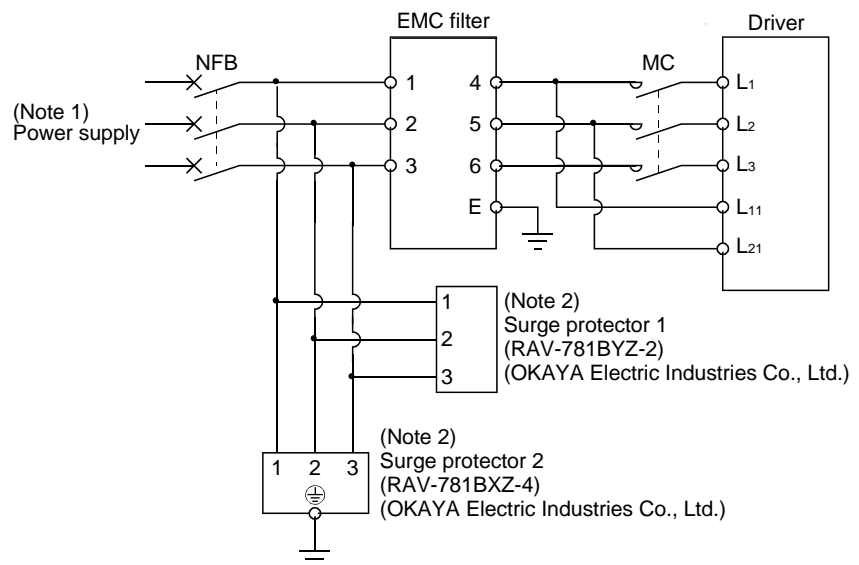 EMC filter
Driver
NFB
MC
(Note 1)
Power supply
1
2
3
4
5
6
E
L1
L2
L3
L11
L21
1
2
3
(Note 2)
Surge protector 1
(RAV-781BYZ-2)
(OKAYA Electric Industries Co., Ltd.)
1 2 3
(Note 2)
Surge protector 2
(RAV-781BXZ-4)
(OKAYA Electric Industries Co., Ltd.)